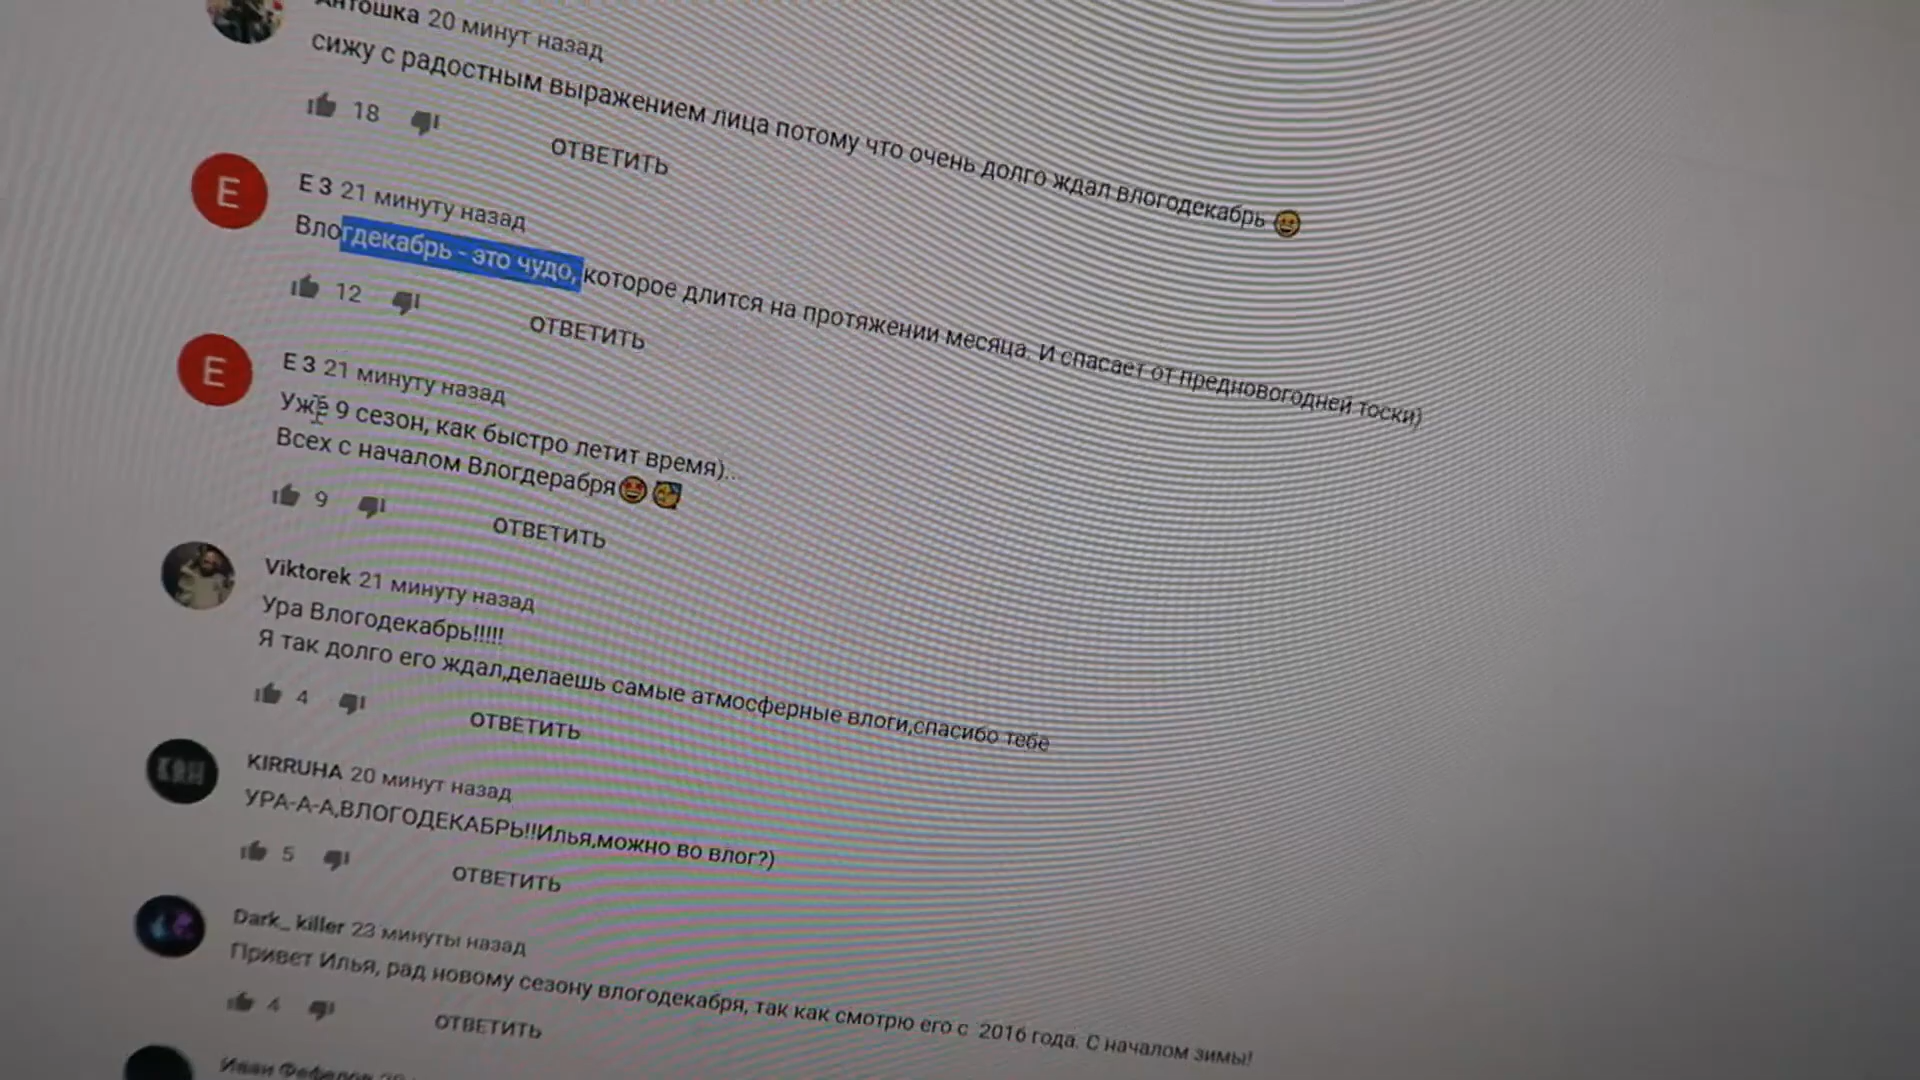 Антошка 20 минут назад
сижу с радостным выражением лица потому что очень долго ждал влогодекабрь 😀
18
ОТВЕТИТЬ
E
Е З 21 минуту назад
Влогдекабрь - это чудо, которое длится на протяжении месяца. И спасает от предновогодней тоски)
12
ОТВЕТИТЬ
E
Е З 21 минуту назад
Уже 9 сезон, как быстро летит время)...
Всех с началом Влогдерабря🤩🥳
9
ОТВЕТИТЬ
Viktorek 21 минуту назад
Ура Влогодекабрь!!!!!
Я так долго его ждал,делаешь самые атмосферные влоги,спасибо тебе
4
ОТВЕТИТЬ
KIRRUHA 20 минут назад
УРА-А-А,ВЛОГОДЕКАБРЬ!!Илья,можно во влог?)
5
ОТВЕТИТЬ
Dark_ killer 23 минуты назад
Привет Илья, рад новому сезону влогодекабря, так как смотрю его с 2016 года. С началом зимы!
4
ОТВЕТИТЬ
Иван